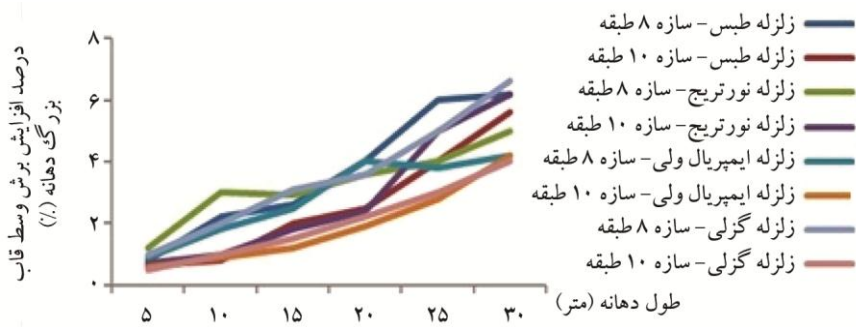 درصد افزایش برش وسط قاب
بزرگ دهانه (٪)
۸
۶
۴
۲
۰
۵ ۱۰ ۱۵ ۲۰ ۲۵ ۳۰
طول دهانه (متر)
زلزله طبس- سازه ۸ طبقه
زلزله طبس- سازه ۱۰ طبقه
زلزله نورتریج- سازه ۸ طبقه
زلزله نورتریج- سازه ۱۰ طبقه
زلزله ایمپریال ولی- سازه ۸ طبقه
زلزله ایمپریال ولی- سازه ۱۰ طبقه
زلزله گزلی- سازه ۸ طبقه
زلزله گزلی- سازه ۱۰ طبقه